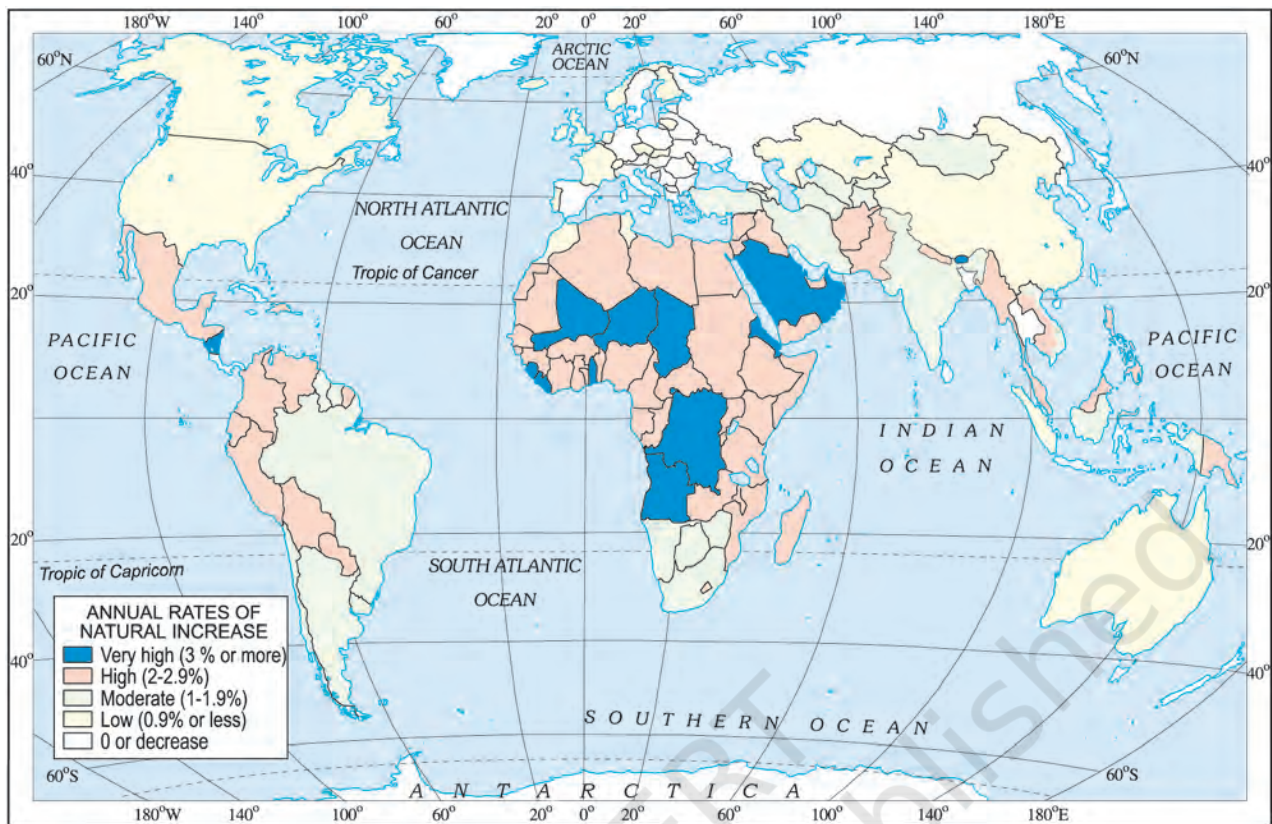 180°W 140° 100° 20° 0° 20° 60° 100° 140° 180°E
ARCTIC
OCEAN
60°N
60°N
40°
40°
NORTH ATLANTIC
OCEAN
Tropic of Cancer
20°
20°
PACIFIC
OCEAN
PACIFIC
OCEAN
INDIAN
OCEAN
20°
20°
Tropic of Capricorn
SOUTH ATLANTIC
OCEAN
ANNUAL RATES OF
NATURAL INCREASE
Very high (3 % or more)
High (2-2.9%)
Moderate (1-1.9%)
Low (0.9% or less)
0 or decrease
40°
40°
SOUTHERN OCEAN
60°S
60°S
ANTARCTICA
180°W 140° 100° 20° 0° 20° 60° 100° 140° 180°E